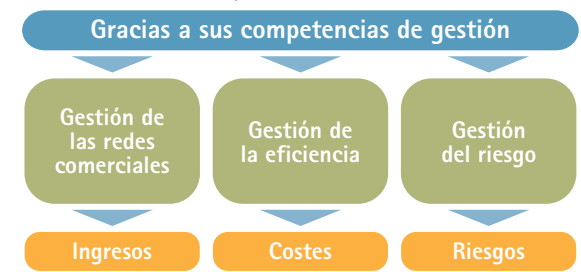 Gracias a sus competencias de gestión
Gestión de
las redes
comerciales
Gestión de
la eficiencia
Gestión
del riesgo
Ingresos
Costes
Riesgos